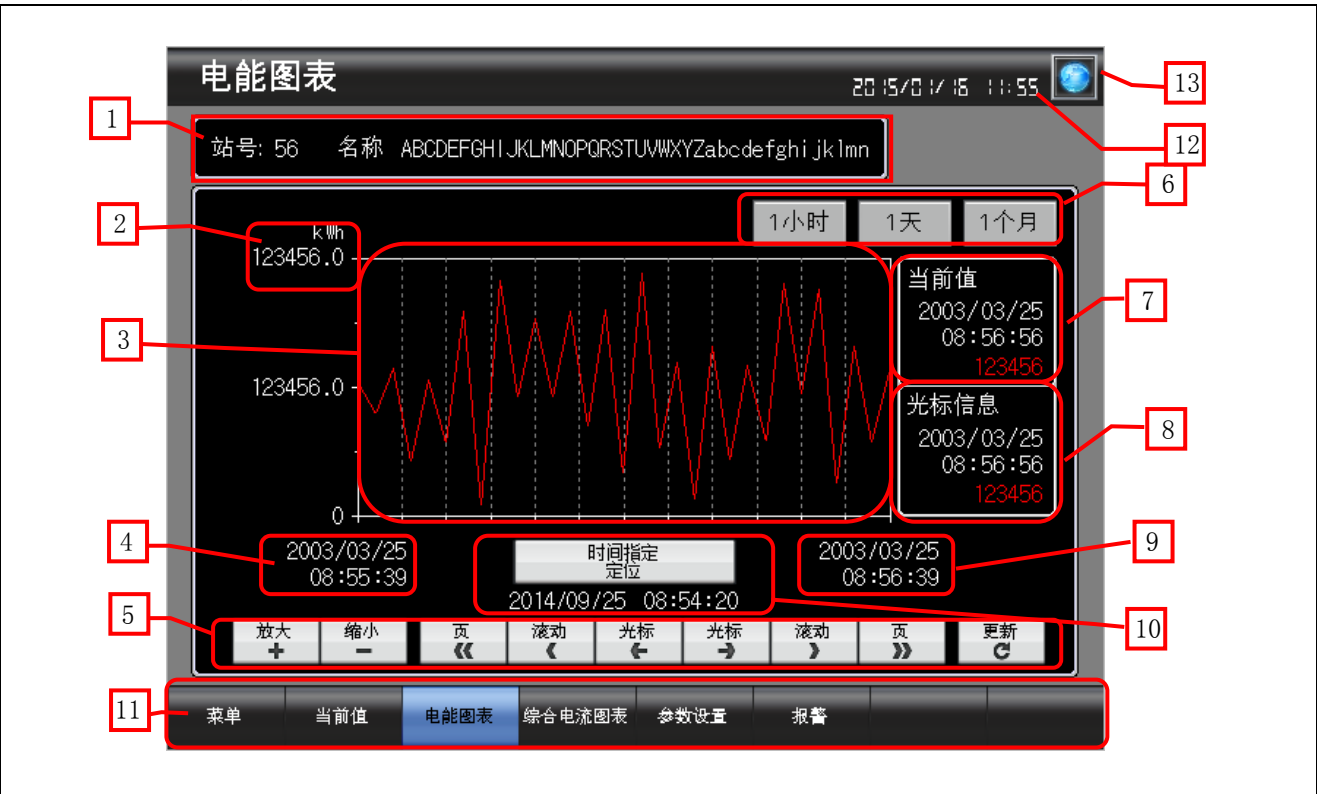 电能图表
2015/01/16 11:55
13
1
站号: 56 名称 ABCDEFGHIJKLMNOPQRSTUVWXYZabcdefghijklmn
12
6
1小时 1天 1个月
2
kWh
123456.0
当前值
2003/03/25
08:56:56
123456
7
3
123456.0
光标信息
2003/03/25
08:56:56
123456
8
0
4
2003/03/25
08:55:39
时间指定
定位
2014/09/25 08:54:20
2003/03/25
08:56:39
9
5
放大 缩小 页 滚动 光标 光标 滚动 页 更新
10
11
菜单 当前值 电能图表 综合电流图表 参数设置 报警